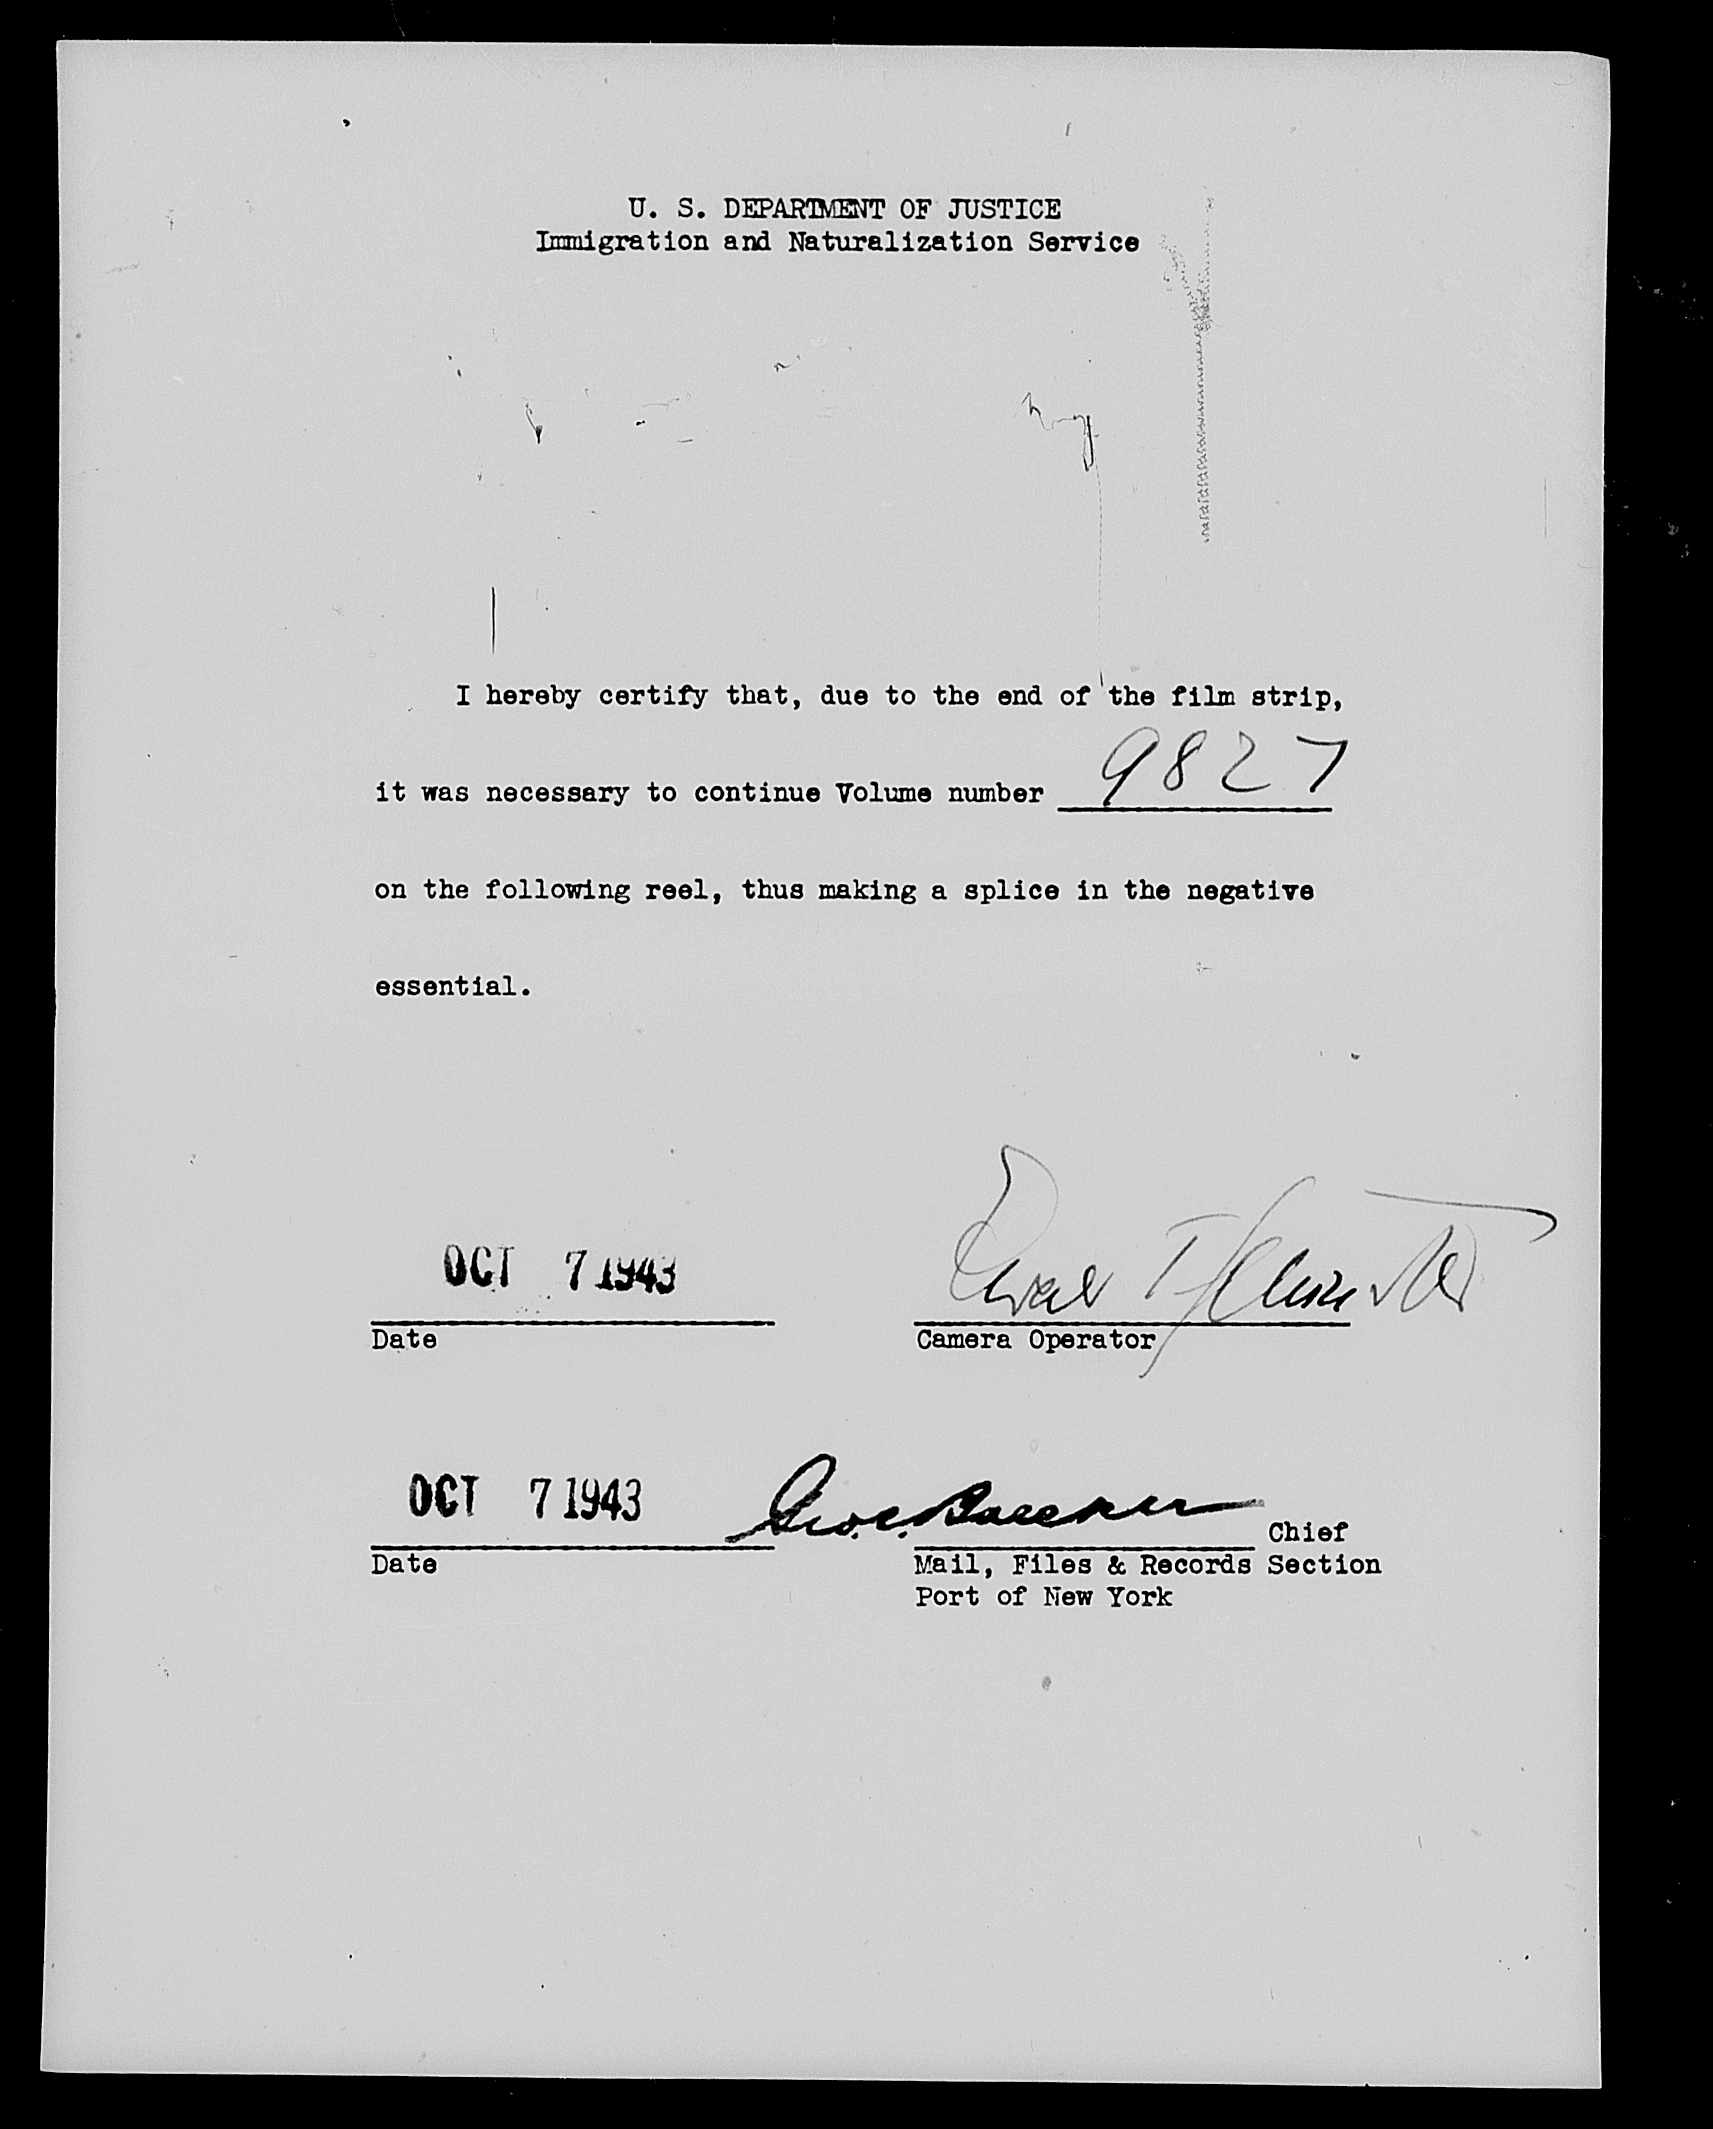 U. S. DEPARTMENT OF JUSTICE
Immigration and Naturalization Service
I hereby certify that, due to the end of the film strip,
it was necessary to continue Volume number 9827
on the following reel, thus making a splice in the negative
essential.
OCT 7 1943
Date
Camera Operator
OCT 7 1943
Geo. C.
Chief
Date
Mail, Files & Records Section
Port of New York